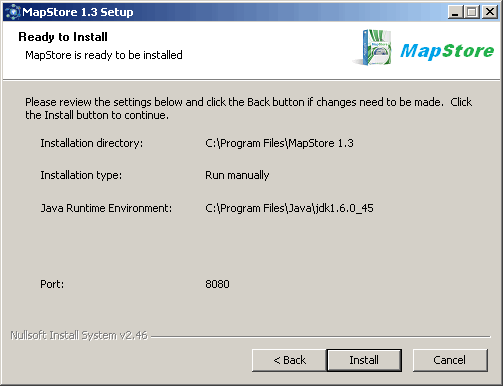 MapStore 1.3 Setup
Ready to Install
MapStore is ready to be installed
MapStore
Please review the settings below and click the Back button if changes need to be made.  Click
the Install button to continue.
Installation directory: C:\Program Files\MapStore 1.3
Installation type: Run manually
Java Runtime Environment: C:\Program Files\Java\jdk1.6.0_45
Port: 8080
Nullsoft Install System v2.46
< Back Install Cancel